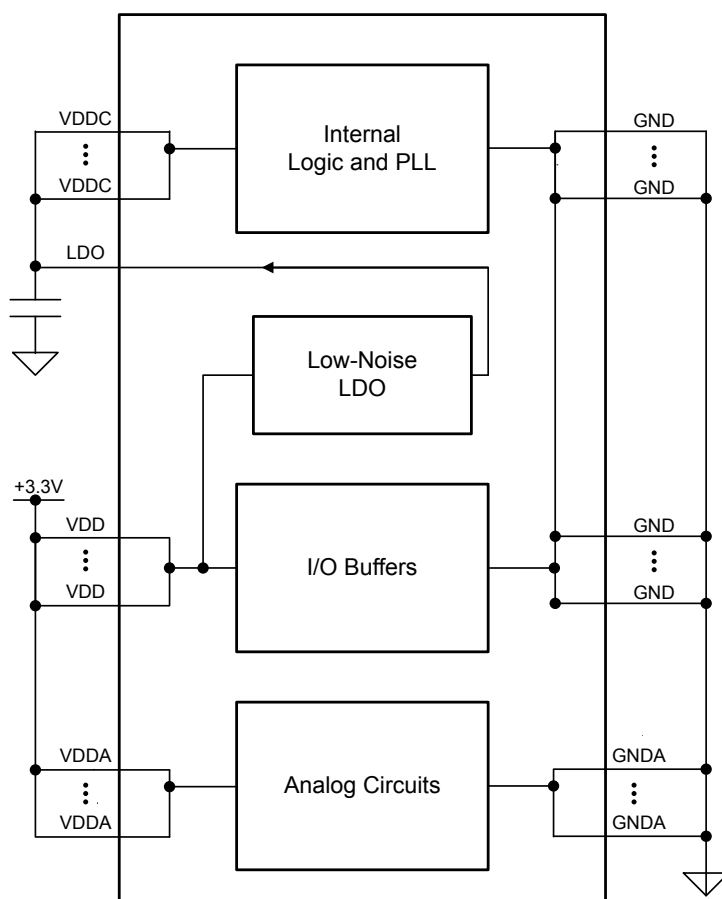 VDDC
VDDC
LDO
Internal
Logic and PLL
GND
GND
Low-Noise
LDO
+3.3V
VDD
VDD
I/O Buffers
GND
GND
VDDA
VDDA
Analog Circuits
GNDA
GNDA